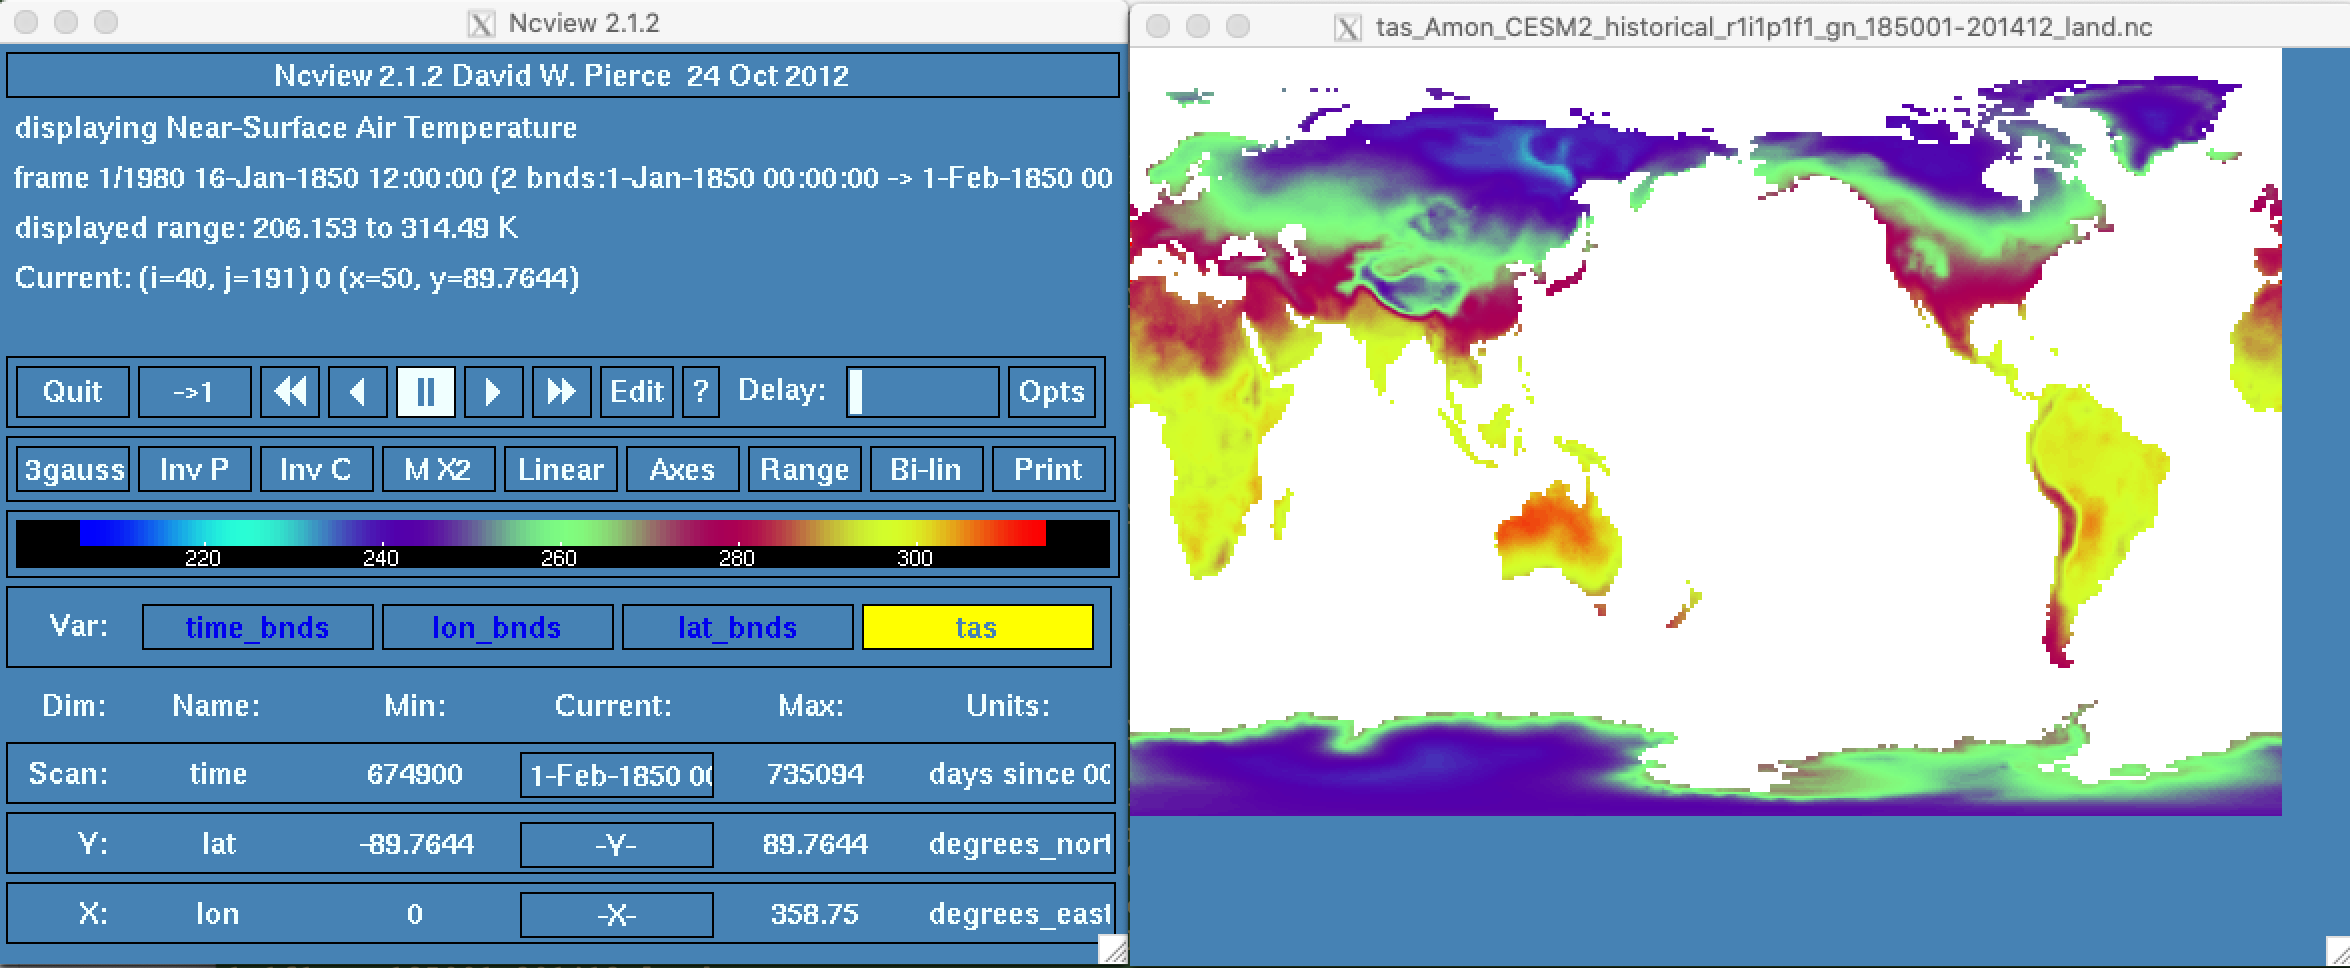 Ncview 2.1.2
Ncview 2.1.2 David W. Pierce 24 Oct 2012
displaying Near-Surface Air Temperature
frame 1/1980 16-Jan-1850 12:00:00 (2 bnds:1-Jan-1850 00:00:00 -> 1-Feb-1850 00
displayed range: 206.153 to 314.49 K
Current: (i=40, j=191) 0 (x=50, y=89.7644)
Quit ->1 Edit ? Delay: Opts
3gauss Inv P Inv C M X2 Linear Axes Range Bi-lin Print
220 240 260 280 300
Var: time_bnds lon_bnds lat_bnds tas
Dim: Name: Min: Current: Max: Units:
Scan: time 674900 1-Feb-1850 00 735094 days since 00
Y: lat -89.7644 -Y- 89.7644 degrees_nort
X: lon 0 -X- 358.75 degrees_east
tas_Amon_CESM2_historical_r1i1p1f1_gn_185001-201412_land.nc